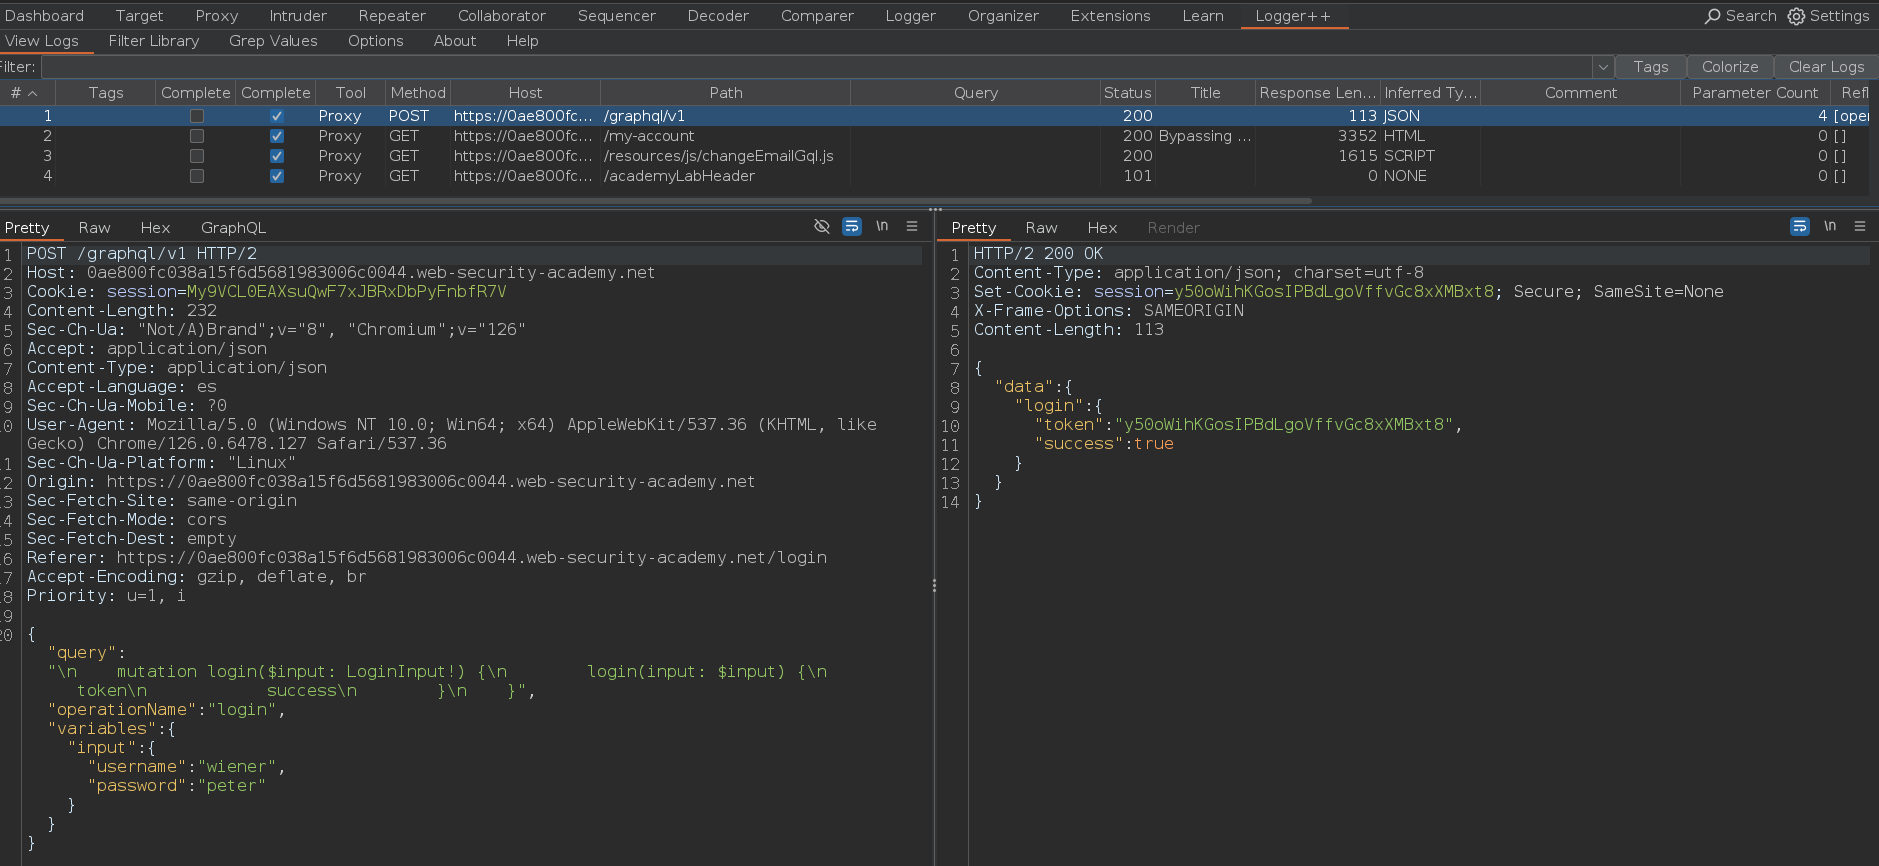 Dashboard Target Proxy Intruder Repeater Collaborator Sequencer Decoder Comparer Logger Organizer Extensions Learn Logger++ Search Settings
View Logs Filter Library Grep Values Options About Help
Filter: Tags Colorize Clear Logs
# Tags Complete Complete Tool Method Host Path Query Status Title Response Len... Inferred Ty... Comment Parameter Count Refl
1 Proxy POST https://0ae800fc... /graphql/v1 200 113 JSON 4 [oper
2 Proxy GET https://0ae800fc... /my-account 200 Bypassing ... 3352 HTML 0 []
3 Proxy GET https://0ae800fc... /resources/js/changeEmailGql.js 200 1615 SCRIPT 0 []
4 Proxy GET https://0ae800fc... /academyLabHeader 101 0 NONE 0 []
Pretty Raw Hex GraphQL \n
1 POST /graphql/v1 HTTP/2
2 Host: 0ae800fc038a15f6d5681983006c0044.web-security-academy.net
3 Cookie: session=My9VCL0EAXsuQwF7xJBRxDbPyFnbfR7V
4 Content-Length: 232
5 Sec-Ch-Ua: "Not/A)Brand";v="8", "Chromium";v="126"
6 Accept: application/json
7 Content-Type: application/json
8 Accept-Language: es
9 Sec-Ch-Ua-Mobile: ?0
10 User-Agent: Mozilla/5.0 (Windows NT 10.0; Win64; x64) AppleWebKit/537.36 (KHTML, like
Gecko) Chrome/126.0.6478.127 Safari/537.36
11 Sec-Ch-Ua-Platform: "Linux"
12 Origin: https://0ae800fc038a15f6d5681983006c0044.web-security-academy.net
13 Sec-Fetch-Site: same-origin
14 Sec-Fetch-Mode: cors
15 Sec-Fetch-Dest: empty
16 Referer: https://0ae800fc038a15f6d5681983006c0044.web-security-academy.net/login
17 Accept-Encoding: gzip, deflate, br
18 Priority: u=1, i
19
20 {
"query":
"\n    mutation login($input: LoginInput!) {\n        login(input: $input) {\n
token\n            success\n        }\n    }",
"operationName":"login",
"variables":{
"input":{
"username":"wiener",
"password":"peter"
}
}
}
Pretty Raw Hex Render \n
1 HTTP/2 200 OK
2 Content-Type: application/json; charset=utf-8
3 Set-Cookie: session=y50oWihKGosIPBdLgoVffvGc8xXMBxt8; Secure; SameSite=None
4 X-Frame-Options: SAMEORIGIN
5 Content-Length: 113
6
7 {
8 "data":{
9 "login":{
10 "token":"y50oWihKGosIPBdLgoVffvGc8xXMBxt8",
11 "success":true
12 }
13 }
14 }